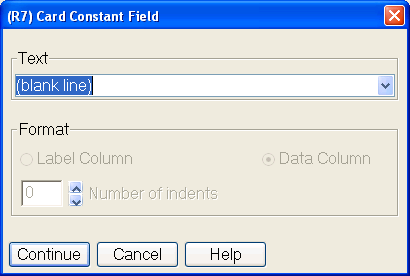 (R7) Card Constant Field
Text
(blank line)
Format
Label Column Data Column
0 Number of indents
Continue Cancel Help